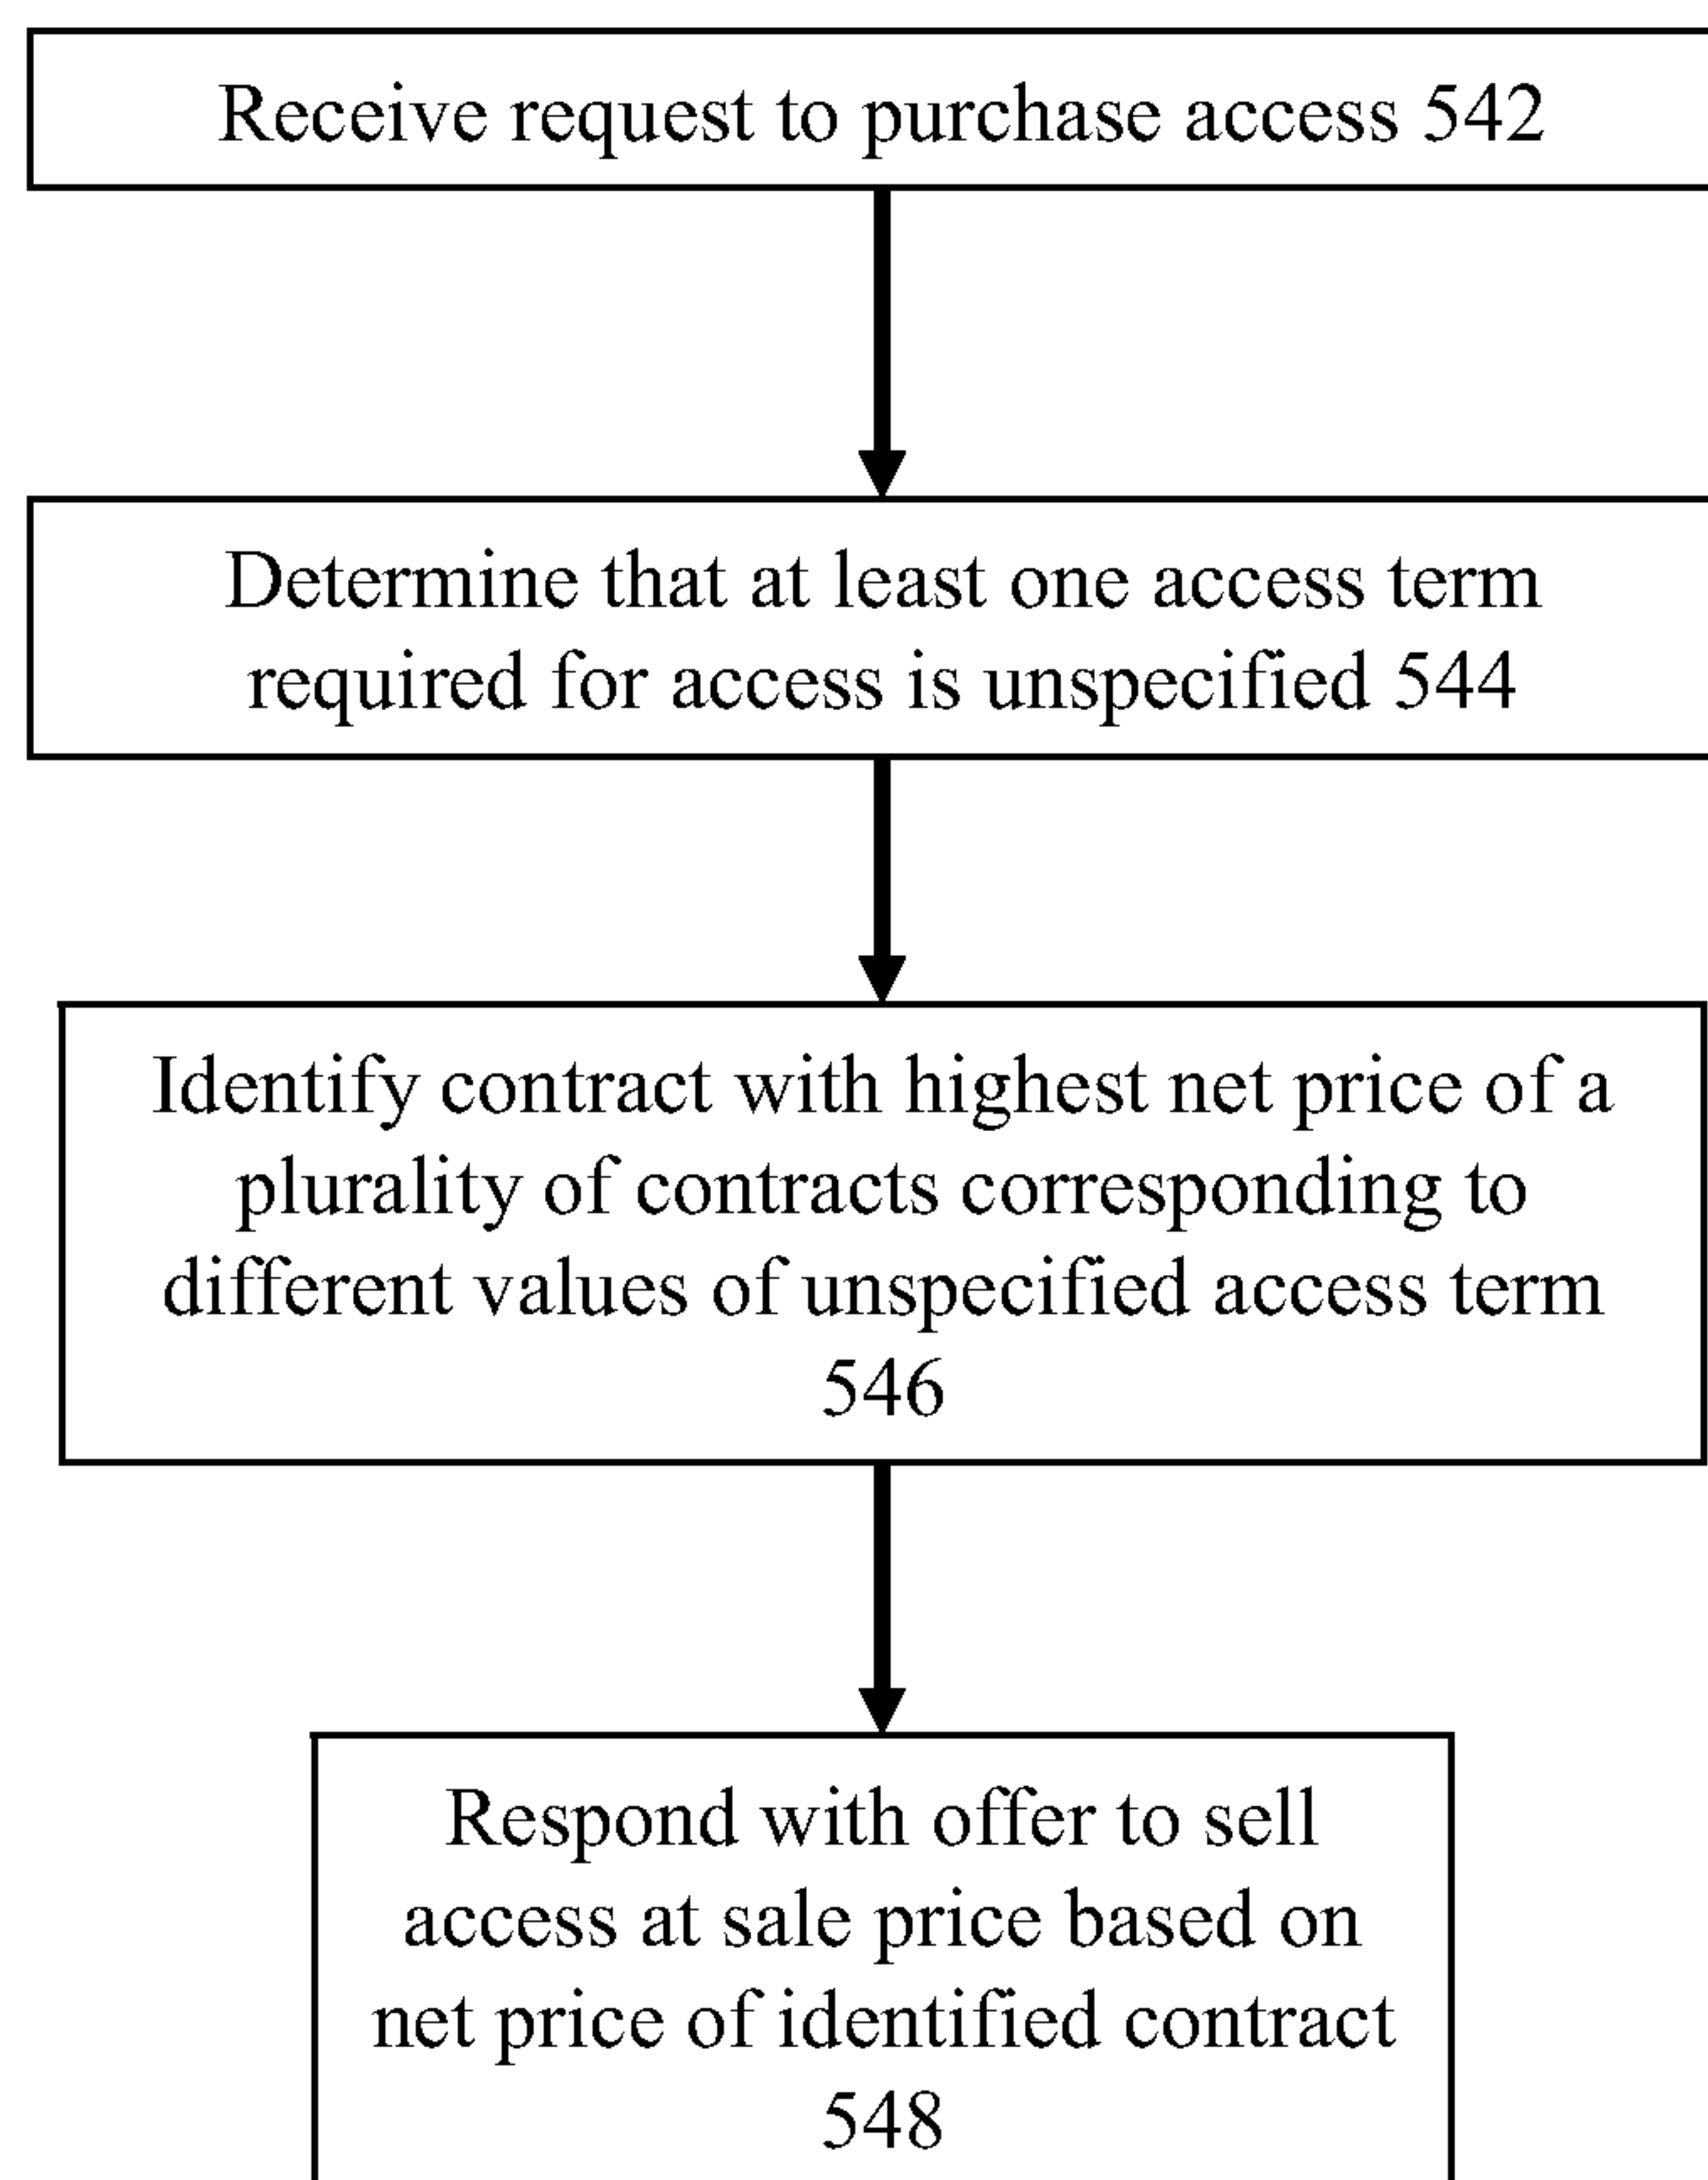 Receive request to purchase access 542
Determine that at least one access term
required for access is unspecified 544
Identify contract with highest net price of a
plurality of contracts corresponding to
different values of unspecified access term
546
Respond with offer to sell
access at sale price based on
net price of identified contract
548